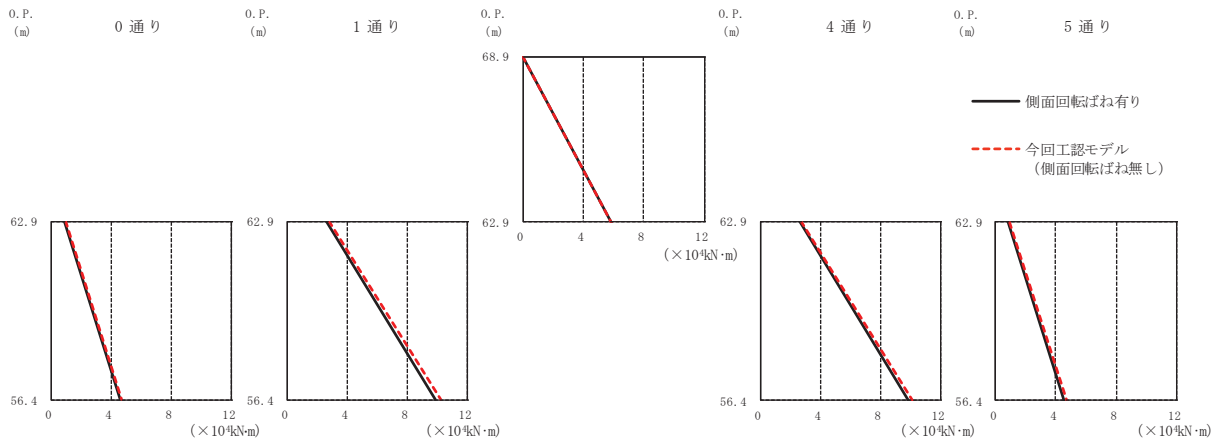 O.P.
(m)
0 通り
O.P.
(m)
1 通り
O.P.
(m)
O.P.
(m)
4 通り
O.P.
(m)
5 通り
68.9
62.9
0
4
8
12
(×10⁴kN·m)
側面回転ばね有り
今回工認モデル
（側面回転ばね無し）
62.9
56.4
0
4
8
12
(×10⁴kN·m)
62.9
56.4
0
4
8
12
(×10⁴kN·m)
62.9
56.4
0
4
8
12
(×10⁴kN·m)
62.9
56.4
0
4
8
12
(×10⁴kN·m)